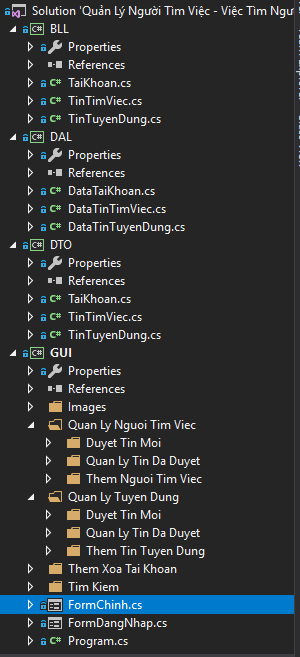 Solution 'Quản Lý Người Tìm Việc - Việc Tìm Ngư
C# BLL
Properties
References
C# TaiKhoan.cs
C# TinTimViec.cs
C# TinTuyenDung.cs
C# DAL
Properties
References
C# DataTaiKhoan.cs
C# DataTinTimViec.cs
C# DataTinTuyenDung.cs
C# DTO
Properties
References
C# TaiKhoan.cs
C# TinTimViec.cs
C# TinTuyenDung.cs
C# GUI
Properties
References
Images
Quan Ly Nguoi Tim Viec
Duyet Tin Moi
Quan Ly Tin Da Duyet
Them Nguoi Tim Viec
Quan Ly Tuyen Dung
Duyet Tin Moi
Quan Ly Tin Da Duyet
Them Tin Tuyen Dung
Them Xoa Tai Khoan
Tim Kiem
FormChinh.cs
FormDangNhap.cs
C# Program.cs